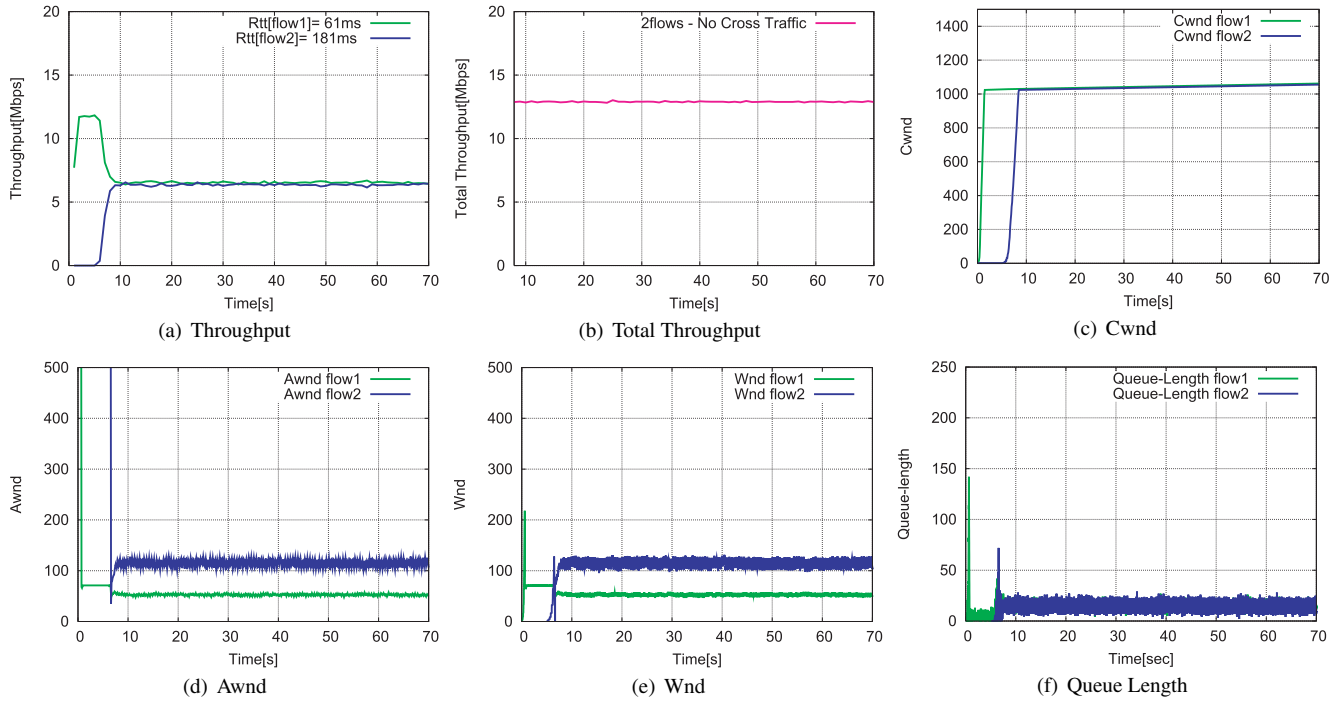 Rtt[flow1]= 61ms
Rtt[flow2]= 181ms
20
15
10
5
0
Throughput[Mbps]
0 10 20 30 40 50 60 70
Time[s]
(a) Throughput
2flows - No Cross Traffic
20
15
10
5
0
Total Throughput[Mbps]
10 20 30 40 50 60 70
Time[s]
(b) Total Throughput
Cwnd flow1
Cwnd flow2
1400
1200
1000
800
600
400
200
0
Cwnd
0 10 20 30 40 50 60 70
Time[s]
(c) Cwnd
Awnd flow1
Awnd flow2
500
400
300
200
100
0
Awnd
0 10 20 30 40 50 60 70
Time[s]
(d) Awnd
Wnd flow1
Wnd flow2
500
400
300
200
100
0
Wnd
0 10 20 30 40 50 60 70
Time[s]
(e) Wnd
Queue-Length flow1
Queue-Length flow2
250
200
150
100
50
0
Queue-length
0 10 20 30 40 50 60 70
Time[sec]
(f) Queue Length